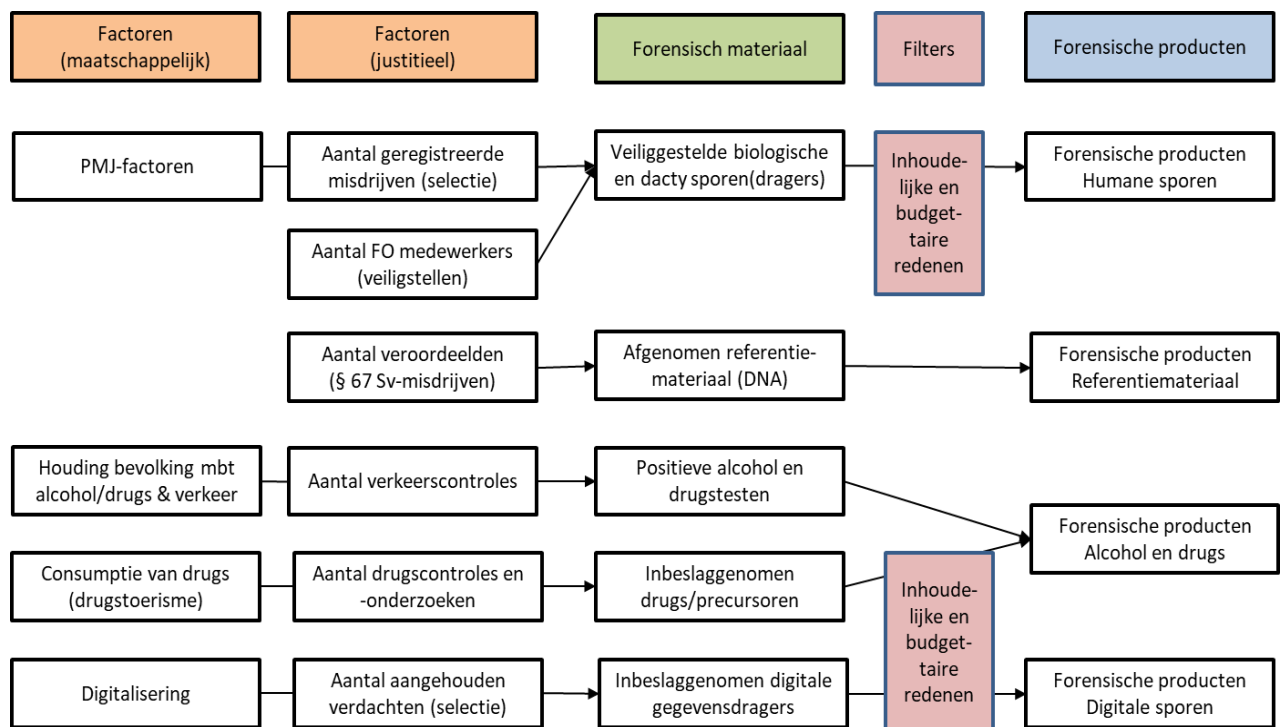 Factoren
(maatschappelijk)
Factoren
(justitieel)
Forensisch materiaal
Filters
Forensische producten
PMJ-factoren
Aantal geregistreerde
misdrijven (selectie)
Veiliggestelde biologische
en dacty sporen(dragers)
Inhoude-
lijke en
budget-
taire
redenen
Forensische producten
Humane sporen
Aantal FO medewerkers
(veiligstellen)
Aantal veroordeelden
(§ 67 Sv-misdrijven)
Afgenomen referentie-
materiaal (DNA)
Forensische producten
Referentiemateriaal
Houding bevolking mbt
alcohol/drugs & verkeer
Aantal verkeerscontroles
Positieve alcohol en
drugstesten
Forensische producten
Alcohol en drugs
Consumptie van drugs
(drugstoerisme)
Aantal drugscontroles en
-onderzoeken
Inbeslaggenomen
drugs/precursoren
Inhoude-
lijke en
budget-
taire
redenen
Digitalisering
Aantal aangehouden
verdachten (selectie)
Inbeslaggenomen digitale
gegevensdragers
Forensische producten
Digitale sporen